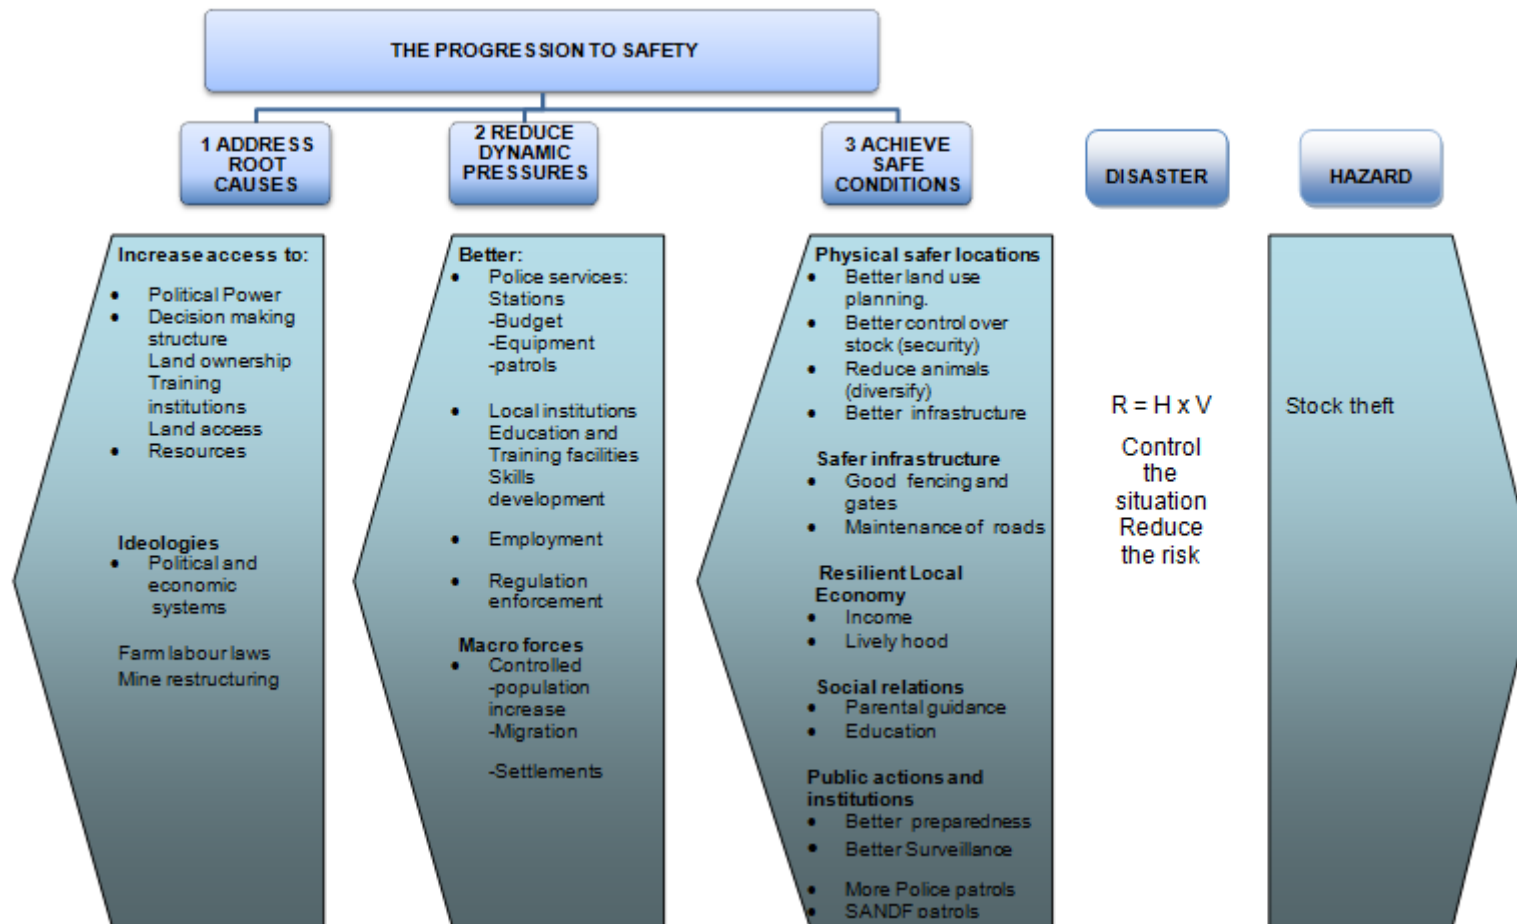 THE PROGRESSION TO SAFETY
1 ADDRESS
ROOT
CAUSES
2 REDUCE
DYNAMIC
PRESSURES
3 ACHIEVE
SAFE
CONDITIONS
DISASTER
HAZARD
Increase access to:
• Political Power
• Decision making
structure
Land ownership
Training
institutions
Land access
• Resources
Ideologies
• Political and
economic
systems
Farm labour laws
Mine restructuring
Better:
• Police services:
Stations
-Budget
-Equipment
-patrols
• Local institutions
Education and
Training facilities
Skills
development
• Employment
• Regulation
enforcement
Macro forces
• Controlled
-population
increase
-Migration
-Settlements
Physical safer locations
• Better land use
planning.
• Better control over
stock (security)
• Reduce animals
(diversify)
• Better infrastructure
Safer infrastructure
• Good fencing and
gates
• Maintenance of roads
Resilient Local
Economy
• Income
• Lively hood
Social relations
• Parental guidance
• Education
Public actions and
institutions
• Better preparedness
• Better Surveillance
• More Police patrols
• SANDF patrols
R = H x V
Control
the
situation
Reduce
the risk
Stock theft